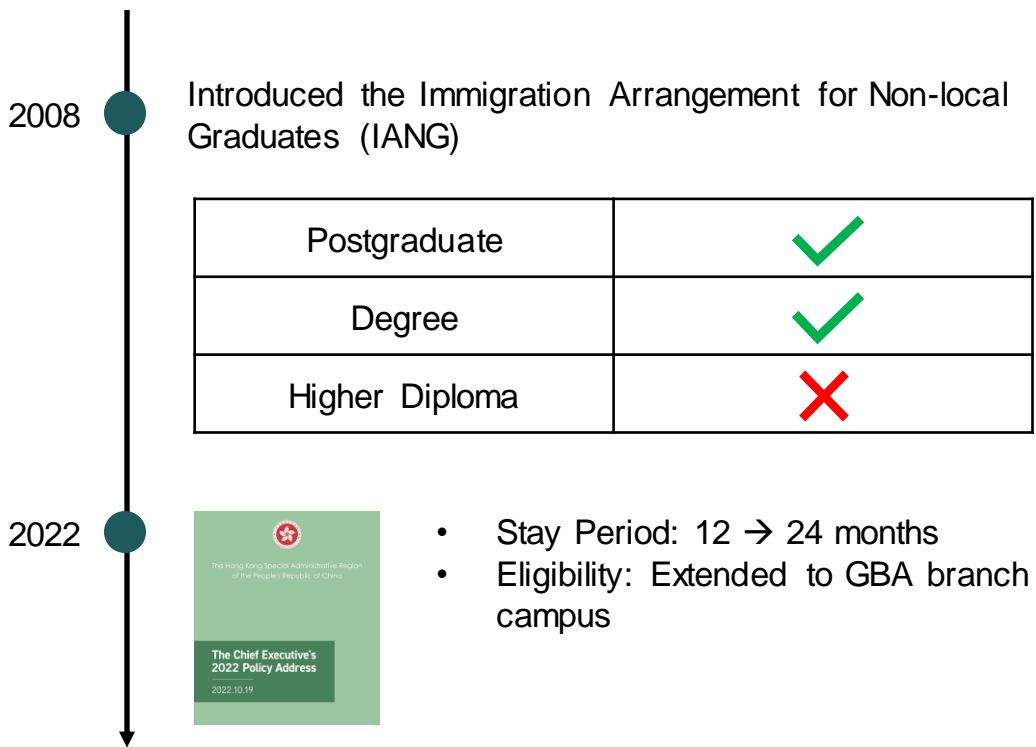 2008
Introduced the Immigration Arrangement for Non-local
Graduates (IANG)
Postgraduate
Degree
Higher Diploma
2022
The Hong Kong Special Administrative Region
of the People's Republic of China
The Chief Executive's
2022 Policy Address
2022.10.19
• Stay Period: 12 → 24 months
• Eligibility: Extended to GBA branch
campus